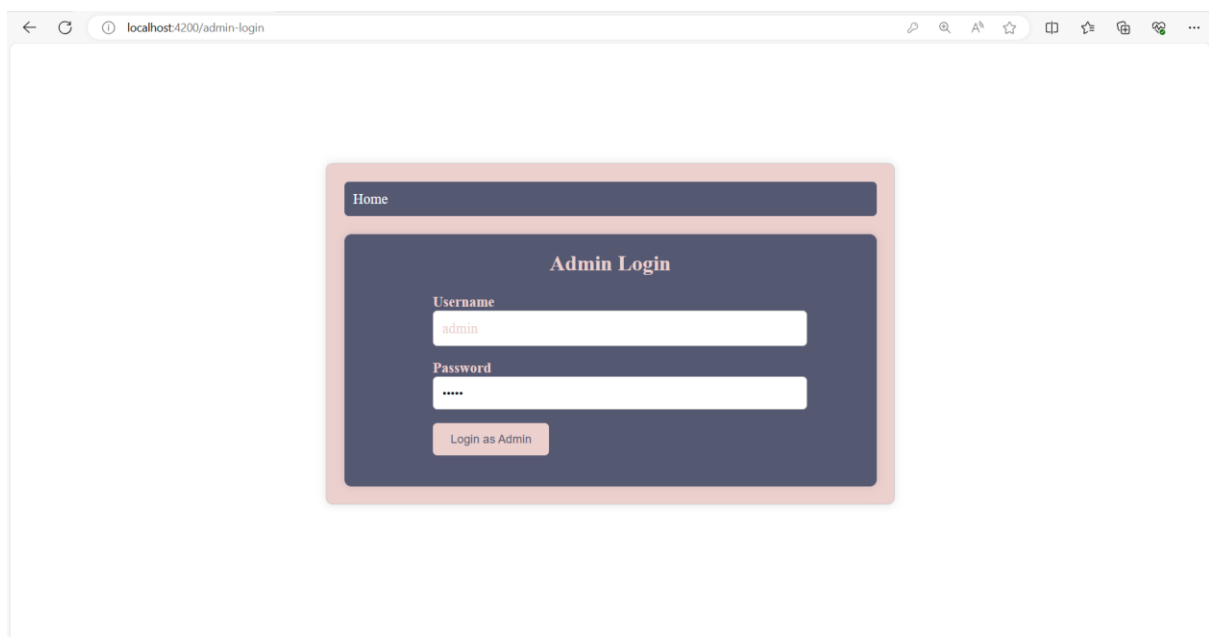 localhost:4200/admin-login
Home
Admin Login
Username
admin
Password
•••••
Login as Admin